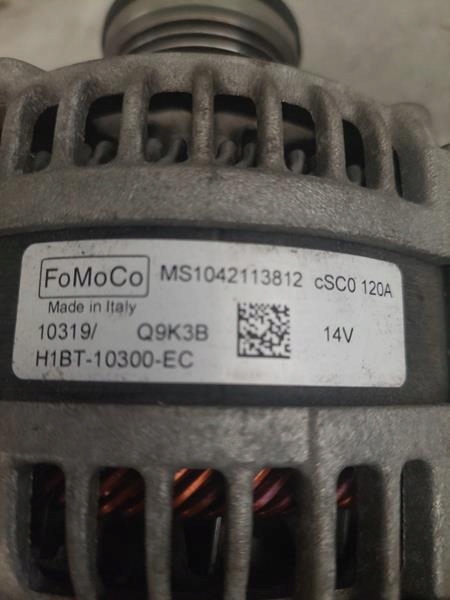 FoMoCo MS1042113812 cSC0 120A
Made in Italy
10319/ Q9K3B 14V
H1BT-10300-EC